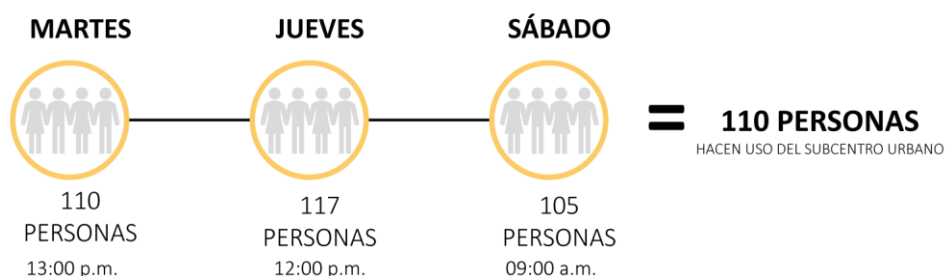 MARTES
JUEVES
SÁBADO
= 110 PERSONAS
HACEN USO DEL SUBCENTRO URBANO
110
PERSONAS
13:00 p.m.
117
PERSONAS
12:00 p.m.
105
PERSONAS
09:00 a.m.